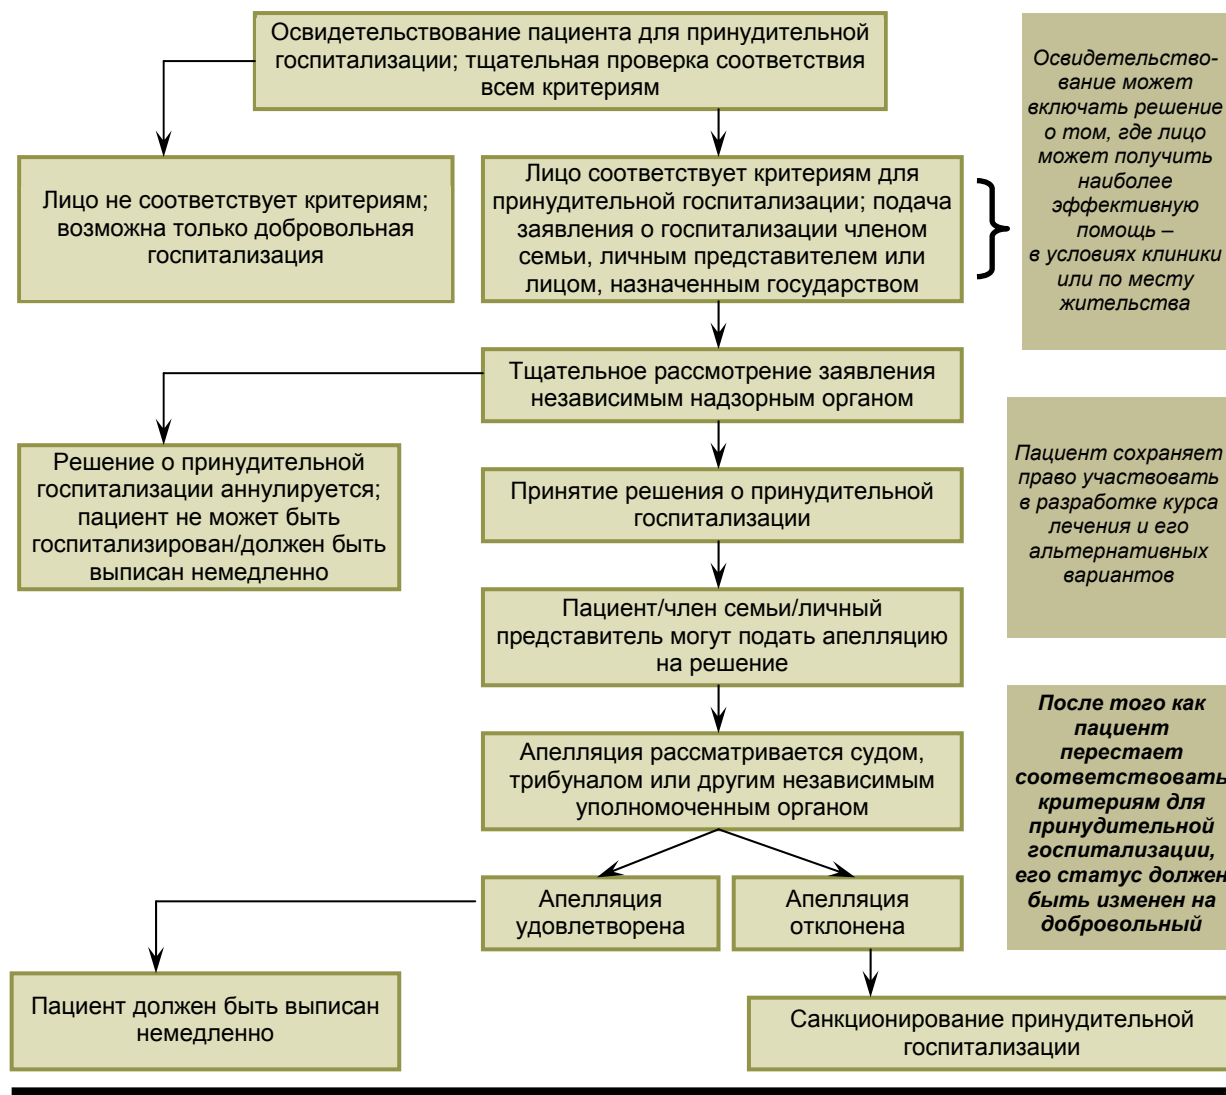 Освидетельствование пациента для принудительной
госпитализации; тщательная проверка соответствия
всем критериям
Освидетельство-
вание может
включать решение
о том, где лицо
может получить
наиболее
эффективную
помощь –
в условиях клиники
или по месту
жительства
Лицо не соответствует критериям;
возможна только добровольная
госпитализация
Лицо соответствует критериям для
принудительной госпитализации; подача
заявления о госпитализации членом
семьи, личным представителем или
лицом, назначенным государством
Тщательное рассмотрение заявления
независимым надзорным органом
Решение о принудительной
госпитализации аннулируется;
пациент не может быть
госпитализирован/должен быть
выписан немедленно
Принятие решения о принудительной
госпитализации
Пациент сохраняет
право участвовать
в разработке курса
лечения и его
альтернативных
вариантов
Пациент/член семьи/личный
представитель могут подать апелляцию
на решение
Апелляция рассматривается судом,
трибуналом или другим независимым
уполномоченным органом
После того как
пациент
перестает
соответствовать
критериям для
принудительной
госпитализации,
его статус должен
быть изменен на
добровольный
Апелляция
удовлетворена
Апелляция
отклонена
Пациент должен быть выписан
немедленно
Санкционирование принудительной
госпитализации